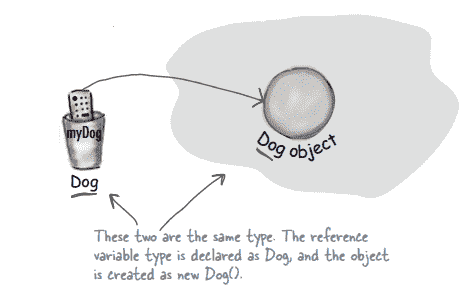 myDog
Dog
Dog object
These two are the same type. The reference
variable type is declared as Dog, and the object
is created as new Dog().